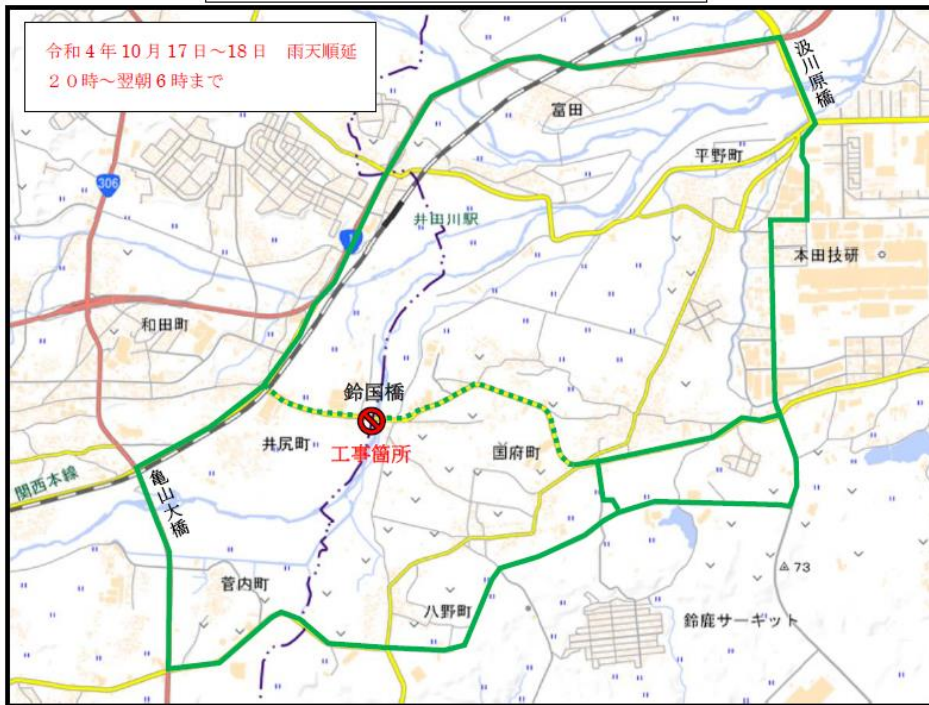 令和4年10月17日～18日　雨天順延
20時～翌朝6時まで
汲川原橋
富田
平野町
306
井田川駅
1
本田技研
和田町
鈴国橋
井尻町
工事箇所
国府町
関西本線
亀山大橋
73
菅内町
八野町
鈴鹿サーキット